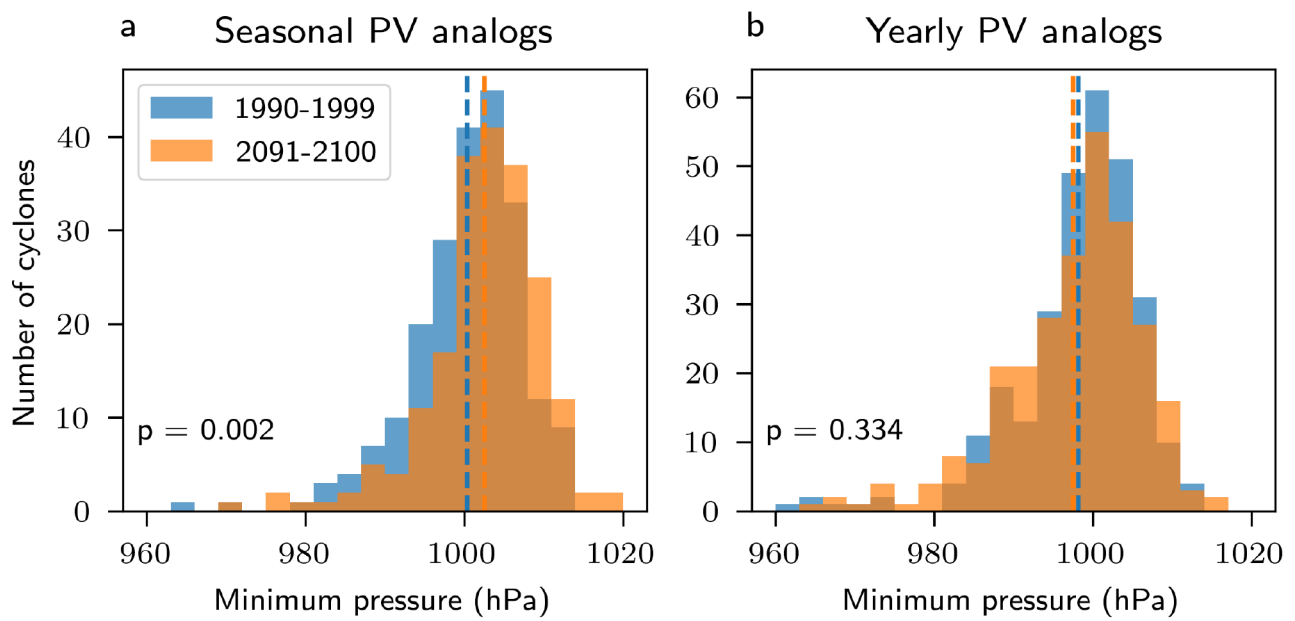 a Seasonal PV analogs
1990-1999
2091-2100
p = 0.002
Number of cyclones
0
10
20
30
40
960 980 1000 1020
Minimum pressure (hPa)
b Yearly PV analogs
p = 0.334
0
10
20
30
40
50
60
960 980 1000 1020
Minimum pressure (hPa)